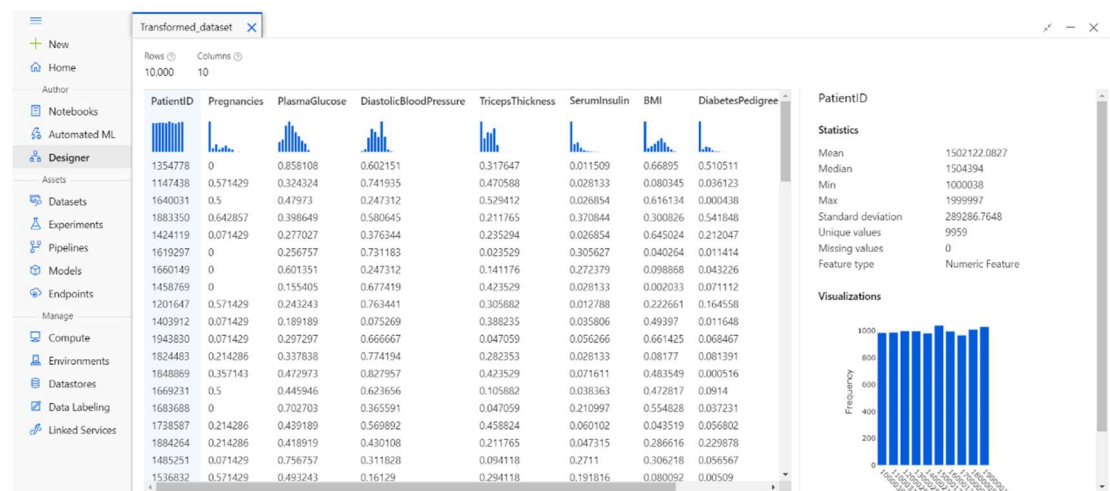 Transformed_dataset
New
Home
Author
Notebooks
Automated ML
Designer
Assets
Datasets
Experiments
Pipelines
Models
Endpoints
Manage
Compute
Environments
Datastores
Data Labeling
Linked Services
Rows Columns
10,000 10
PatientID Pregnancies PlasmaGlucose DiastolicBloodPressure TricepsThickness SerumInsulin BMI DiabetesPedigree
1354778 0 0.858108 0.602151 0.317647 0.011509 0.66895 0.510511
1147438 0.571429 0.324324 0.741935 0.470588 0.028133 0.080345 0.036123
1640031 0.5 0.47973 0.247312 0.529412 0.026854 0.616134 0.000438
1883350 0.642857 0.398649 0.580645 0.211765 0.370844 0.300826 0.541848
1424119 0.071429 0.277027 0.376344 0.235294 0.026854 0.645024 0.212047
1619297 0 0.256757 0.731183 0.023529 0.305627 0.040264 0.011414
1660149 0 0.601351 0.247312 0.141176 0.272379 0.098868 0.043226
1458769 0 0.155405 0.677419 0.423529 0.028133 0.002033 0.071112
1201647 0.571429 0.243243 0.763441 0.305882 0.012788 0.222661 0.164558
1403912 0.071429 0.189189 0.075269 0.388235 0.035806 0.49397 0.011648
1943830 0.071429 0.297297 0.666667 0.047059 0.056266 0.661425 0.068467
1824483 0.214286 0.337838 0.774194 0.282353 0.028133 0.08177 0.081391
1848869 0.357143 0.472973 0.827957 0.423529 0.071611 0.483549 0.000516
1669231 0.5 0.445946 0.623656 0.105882 0.038363 0.472817 0.0914
1683688 0 0.702703 0.365591 0.047059 0.210997 0.554828 0.037231
1738587 0.214286 0.439189 0.569892 0.458824 0.060102 0.043519 0.056802
1884264 0.214286 0.418919 0.430108 0.211765 0.047315 0.286616 0.229878
1485251 0.071429 0.756757 0.311828 0.094118 0.2711 0.306218 0.056567
1536832 0.571429 0.493243 0.16129 0.294118 0.191816 0.080092 0.00509
PatientID
Statistics
Mean 1502122.0827
Median 1504394
Min 1000038
Max 1999997
Standard deviation 289286.7648
Unique values 9959
Missing values 0
Feature type Numeric Feature
Visualizations
Frequency
1000
800
600
400
200
0